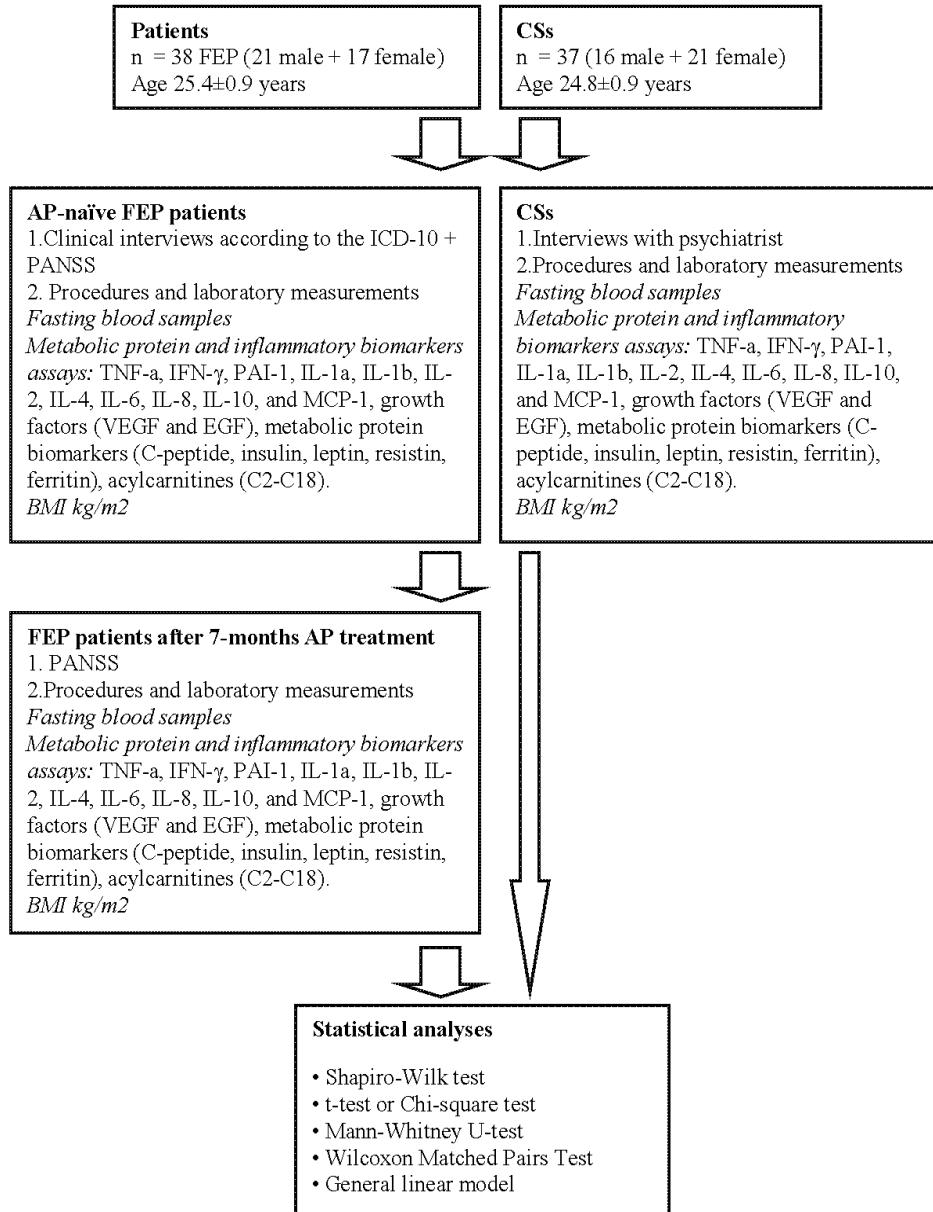 Patients
n = 38 FEP (21 male + 17 female)
Age 25.4±0.9 years
CSs
n = 37 (16 male + 21 female)
Age 24.8±0.9 years
AP-naïve FEP patients
1.Clinical interviews according to the ICD-10 +
PANSS
2. Procedures and laboratory measurements
Fasting blood samples
Metabolic protein and inflammatory biomarkers
assays: TNF-a, IFN-γ, PAI-1, IL-1a, IL-1b, IL-
2, IL-4, IL-6, IL-8, IL-10, and MCP-1, growth
factors (VEGF and EGF), metabolic protein
biomarkers (C-peptide, insulin, leptin, resistin,
ferritin), acylcarnitines (C2-C18).
BMI kg/m2
CSs
1.Interviews with psychiatrist
2.Procedures and laboratory measurements
Fasting blood samples
Metabolic protein and inflammatory
biomarkers assays: TNF-a, IFN-γ, PAI-1,
IL-1a, IL-1b, IL-2, IL-4, IL-6, IL-8, IL-10,
and MCP-1, growth factors (VEGF and
EGF), metabolic protein biomarkers (C-
peptide, insulin, leptin, resistin, ferritin),
acylcarnitines (C2-C18).
BMI kg/m2
FEP patients after 7-months AP treatment
1. PANSS
2.Procedures and laboratory measurements
Fasting blood samples
Metabolic protein and inflammatory biomarkers
assays: TNF-a, IFN-γ, PAI-1, IL-1a, IL-1b, IL-
2, IL-4, IL-6, IL-8, IL-10, and MCP-1, growth
factors (VEGF and EGF), metabolic protein
biomarkers (C-peptide, insulin, leptin, resistin,
ferritin), acylcarnitines (C2-C18).
BMI kg/m2
Statistical analyses
• Shapiro-Wilk test
• t-test or Chi-square test
• Mann-Whitney U-test
• Wilcoxon Matched Pairs Test
• General linear model